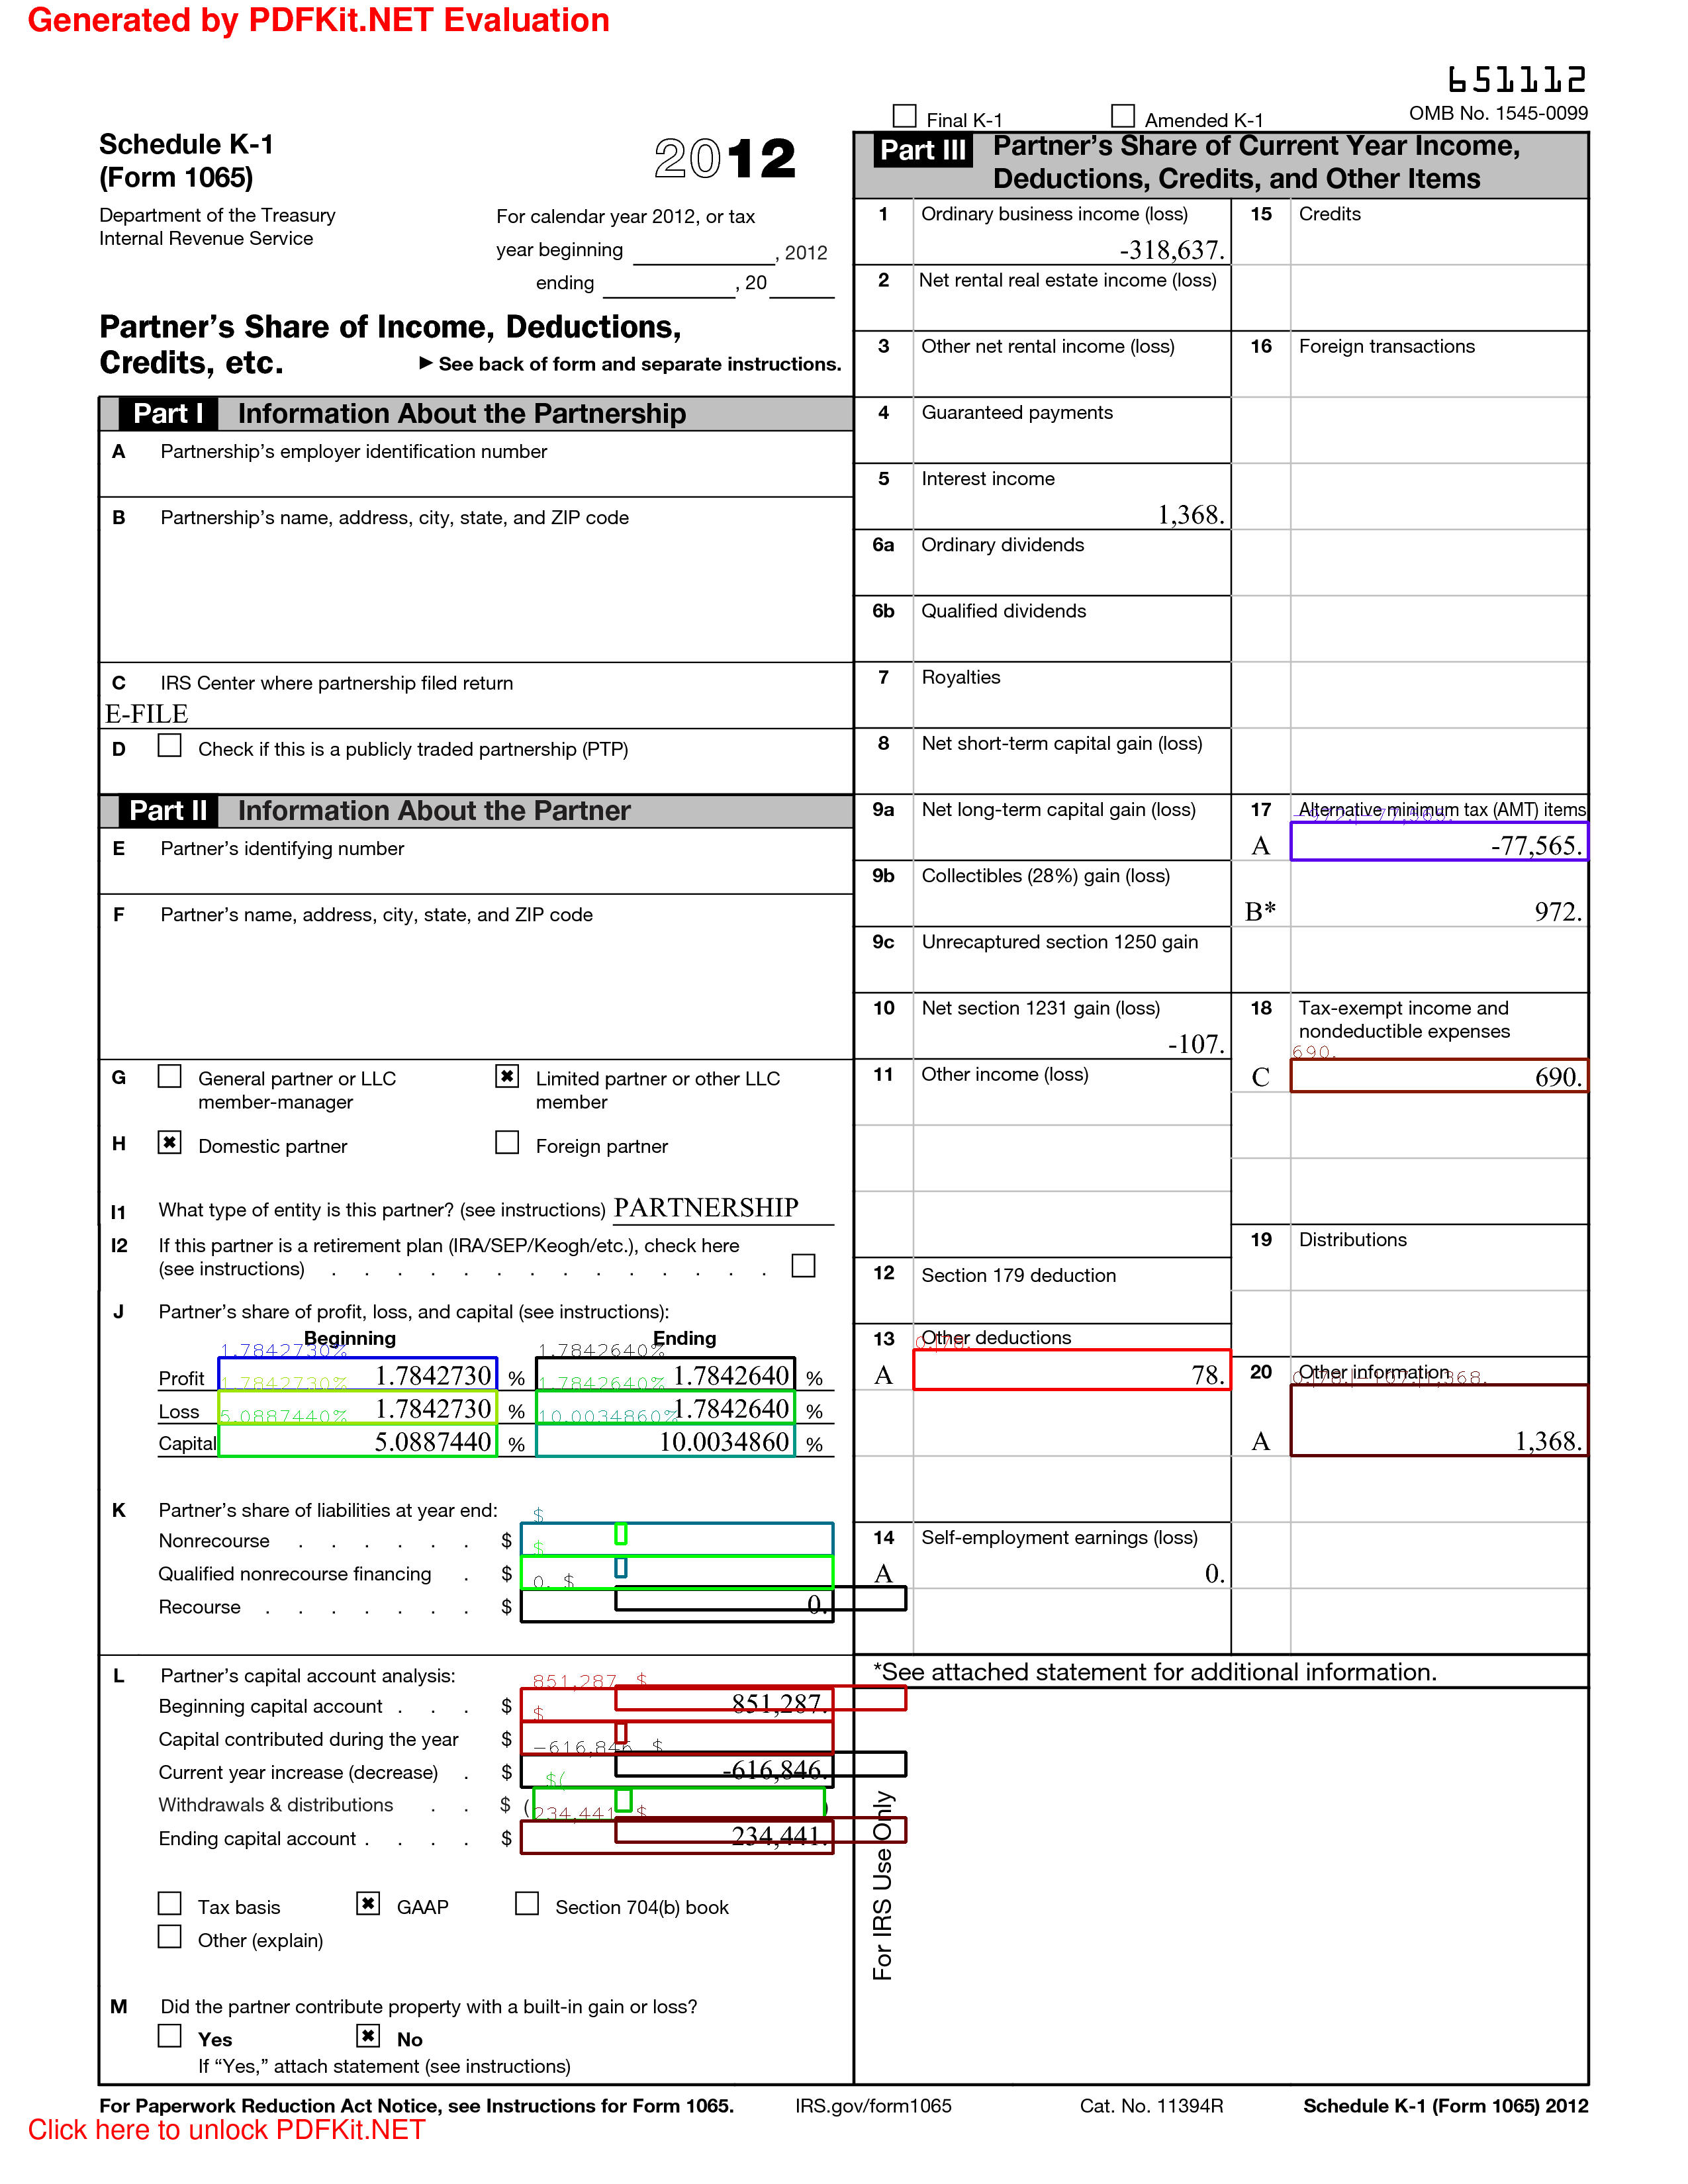 Generated by PDFKit.NET Evaluation
651112
Final K-1
Amended K-1
OMB No. 1545-0099
Schedule K-1
(Form 1065)
2012
Department of the Treasury
Internal Revenue Service
For calendar year 2012, or tax
year beginning , 2012
ending , 20
Partner's Share of Income, Deductions,
Credits, etc.
► See back of form and separate instructions.
Part I Information About the Partnership
A Partnership's employer identification number
B Partnership's name, address, city, state, and ZIP code
C IRS Center where partnership filed return
E-FILE
D Check if this is a publicly traded partnership (PTP)
Part II Information About the Partner
E Partner's identifying number
F Partner's name, address, city, state, and ZIP code
G General partner or LLC
member-manager
✖ Limited partner or other LLC
member
H ✖ Domestic partner
Foreign partner
I1 What type of entity is this partner? (see instructions) PARTNERSHIP
I2 If this partner is a retirement plan (IRA/SEP/Keogh/etc.), check here
(see instructions) . . . . . . . . . . . . . .
J Partner's share of profit, loss, and capital (see instructions):
Beginning Ending
1.7842730% 1.7842640%
Profit 1.7842730 % 1.7842640 %
1.7842730% 1.7842640%
Loss 1.7842730 % 1.7842640 %
5.0887440% 10.0034860%
Capital 5.0887440 % 10.0034860 %
K Partner's share of liabilities at year end:
$
Nonrecourse . . . . . . $
$
Qualified nonrecourse financing . $
0. $
Recourse . . . . . . . $ 0.
L Partner's capital account analysis:
851,287. $
Beginning capital account . . . $ 851,287.
$
Capital contributed during the year $
-616,846. $
Current year increase (decrease) . $ -616,846.
$(
Withdrawals & distributions . . $ ( )
234,441. $
Ending capital account . . . . $ 234,441.
Tax basis
✖ GAAP
Section 704(b) book
Other (explain)
M Did the partner contribute property with a built-in gain or loss?
Yes
✖ No
If "Yes," attach statement (see instructions)
Part III Partner's Share of Current Year Income,
Deductions, Credits, and Other Items
1 Ordinary business income (loss)
-318,637.
2 Net rental real estate income (loss)
3 Other net rental income (loss)
4 Guaranteed payments
5 Interest income
1,368.
6a Ordinary dividends
6b Qualified dividends
7 Royalties
8 Net short-term capital gain (loss)
9a Net long-term capital gain (loss)
9b Collectibles (28%) gain (loss)
9c Unrecaptured section 1250 gain
10 Net section 1231 gain (loss)
-107.
11 Other income (loss)
12 Section 179 deduction
13 Other deductions
A 78.
14 Self-employment earnings (loss)
A 0.
15 Credits
16 Foreign transactions
17 Alternative minimum tax (AMT) items
A -77,565.
B* 972.
18 Tax-exempt income and
nondeductible expenses
690.
C 690.
19 Distributions
20 Other information
A 1,368.
*See attached statement for additional information.
For IRS Use Only
For Paperwork Reduction Act Notice, see Instructions for Form 1065.
IRS.gov/form1065
Cat. No. 11394R
Schedule K-1 (Form 1065) 2012
Click here to unlock PDFKit.NET